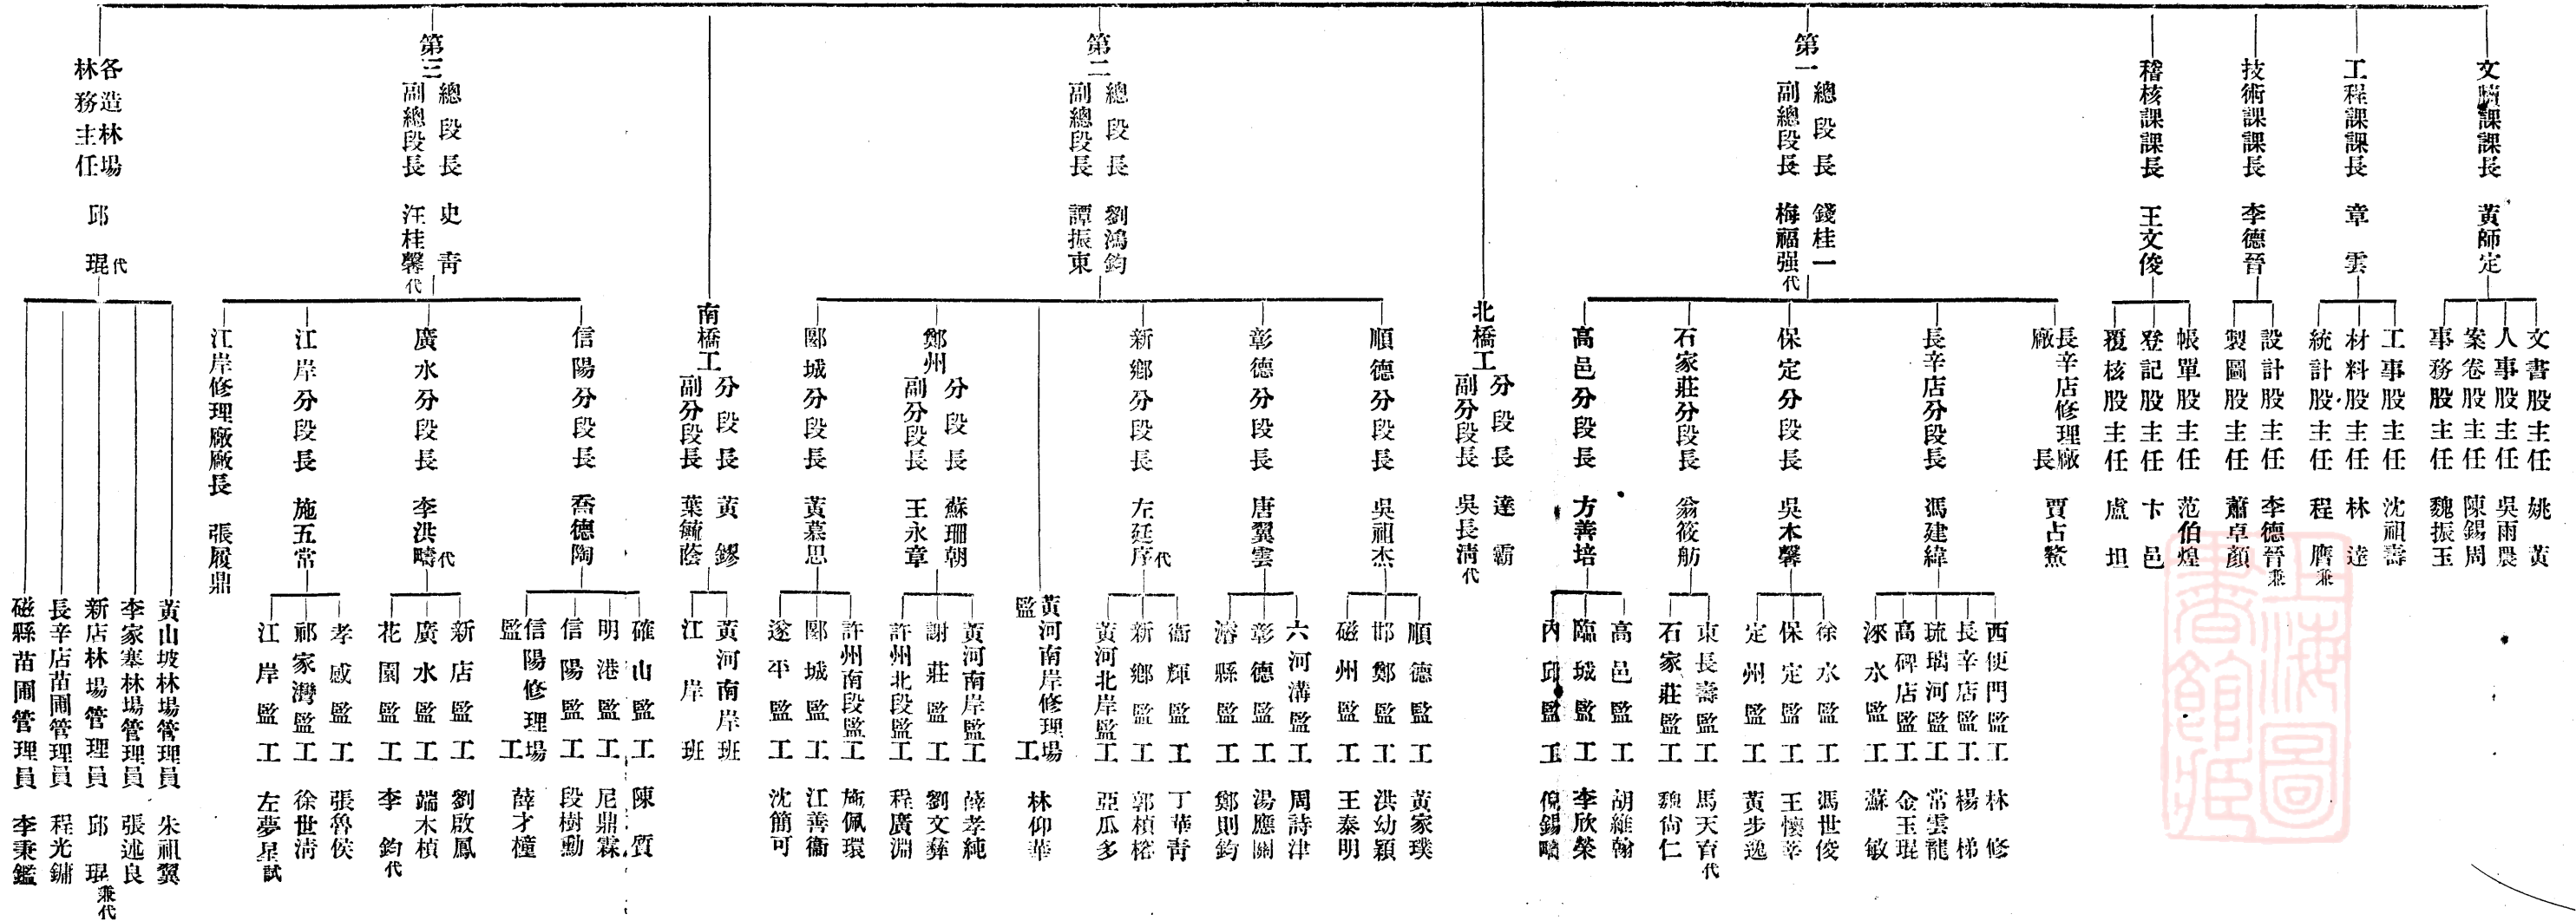 文牘課課長 黃師定
文書股主任 姚黃
人事股主任 吳雨農
案卷股主任 陳錫周
事務股主任 魏振玉
工程課課長 章雲
工事股主任 沈祖壽
材料股主任 林逵
統計股主任 程膺兼
技術課課長 李德晉
設計股主任 李德晉兼
製圖股主任 蕭卓顏
稽核課課長 王文俊
帳單股主任 范伯煌
登記股主任 卞邑
覆核股主任 盧坦
第一
總段長 錢桂一
副總段長 梅福强代
長辛店修理廠廠長 賈占鰲
長辛店分段長 馮建緯
西便門監工 林修
長辛店監工 楊梯
琉璃河監工 常雲龍
高碑店監工 金玉琨
淶水監工 蘇敏
保定分段長 吳木馨
徐水監工 馮世俊
保定監工 王懷莘
定州監工 黃步逸
石家莊分段長 翁筱舫
東長壽監工 馬天育代
石家莊監工 魏尙仁
高邑分段長 方善培
高邑監工 胡維翰
臨城監工 李欣榮
內邱監工 倪錫疇
北橋工
分段長 達霸
副分段長 吳長淸代
第二
總段長 劉鴻鈞
副總段長 譚振東
順德分段長 吳祖杰
順德監工 黃家璞
邯鄭監工 洪幼穎
磁州監工 王泰明
彰德分段長 唐翼雲
六河溝監工 周詩津
彰德監工 湯應關
濬縣監工 鄭則鈞
新鄉分段長 左廷序代
衞輝監工 丁華靑
新鄉監工 郭楨榕
黃河北岸監工 亞瓜多
黃河南岸修理場監工 林仰華
鄭州
分段長 蘇珊朝
副分段長 王永章
黃河南岸監工 薛孝純
謝莊監工 劉文彝
許州北段監工 程廣淵
郾城分段長 黃慕思
許州南段監工 施佩環
郾城監工 江善衞
遂平監工 沈簡可
南橋工
分段長 黃鏐
副分段長 葉毓蔭
黃河南岸班
江岸班
第三
總段長 史靑
副總段長 汪桂馨代
信陽分段長 喬德陶
確山監工 陳質
明港監工 尼鼎霖
信陽監工 段樹勳
信陽修理場監工 薛才橦
廣水分段長 李洪疇代
新店監工 劉啟鳳
廣水監工 端木楨
花園監工 李鈞代
江岸分段長 施五常
孝感監工 張魯侯
祁家灣監工 徐世淸
江岸監工 左夢星試
江岸修理廠廠長 張履鼎
各造林場林務主任 邱琨代
黃山坡林場管理員 朱祖翼
李家寨林場管理員 張述良
新店林場管理員 邱琨兼代
長辛店苗圃管理員 程光鏞
磁縣苗圃管理員 李秉鑑
上海圖書館藏